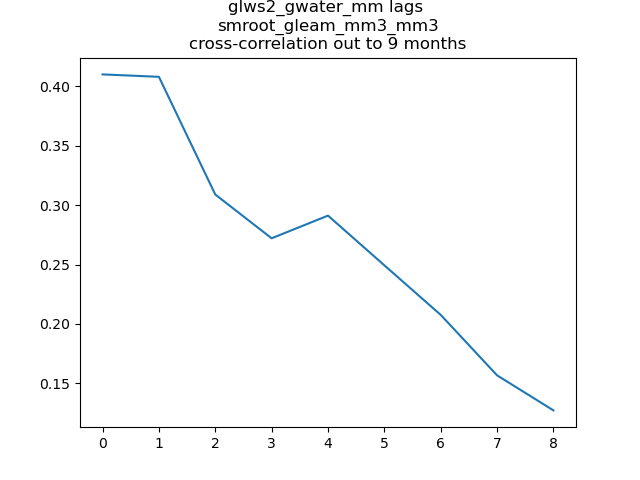 glws2_gwater_mm lags
smroot_gleam_mm3_mm3
cross-correlation out to 9 months
0.40
0.35
0.30
0.25
0.20
0.15
0 1 2 3 4 5 6 7 8